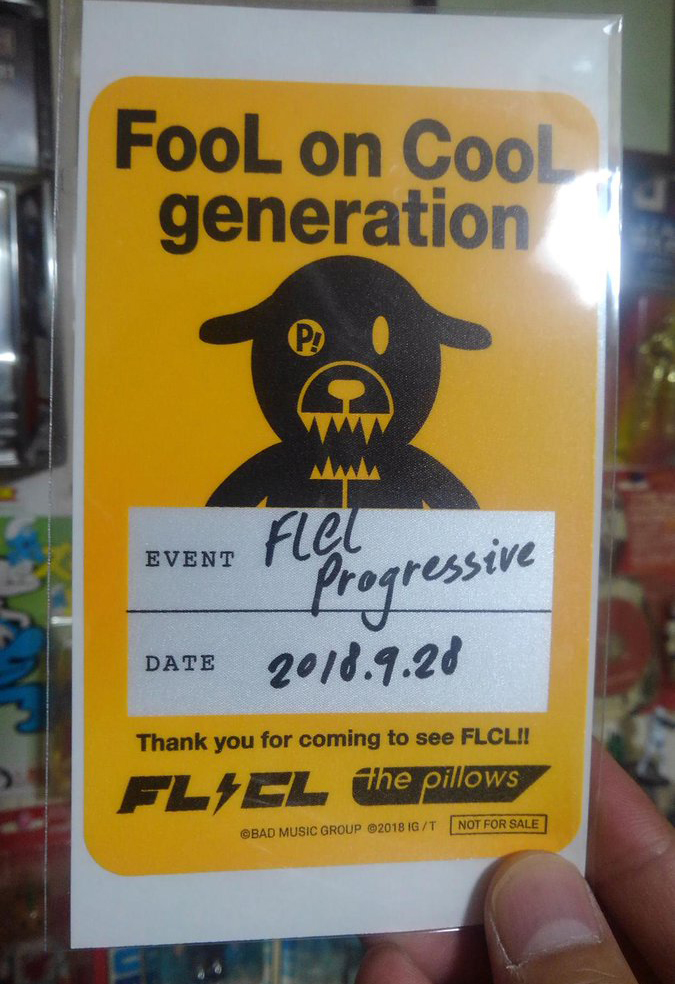 FooL on CooL
generation
P!
EVENT FlCl
Progressive
DATE 2018.9.28
Thank you for coming to see FLCL!!
FLCL the pillows
©BAD MUSIC GROUP ©2018 IG / T NOT FOR SALE